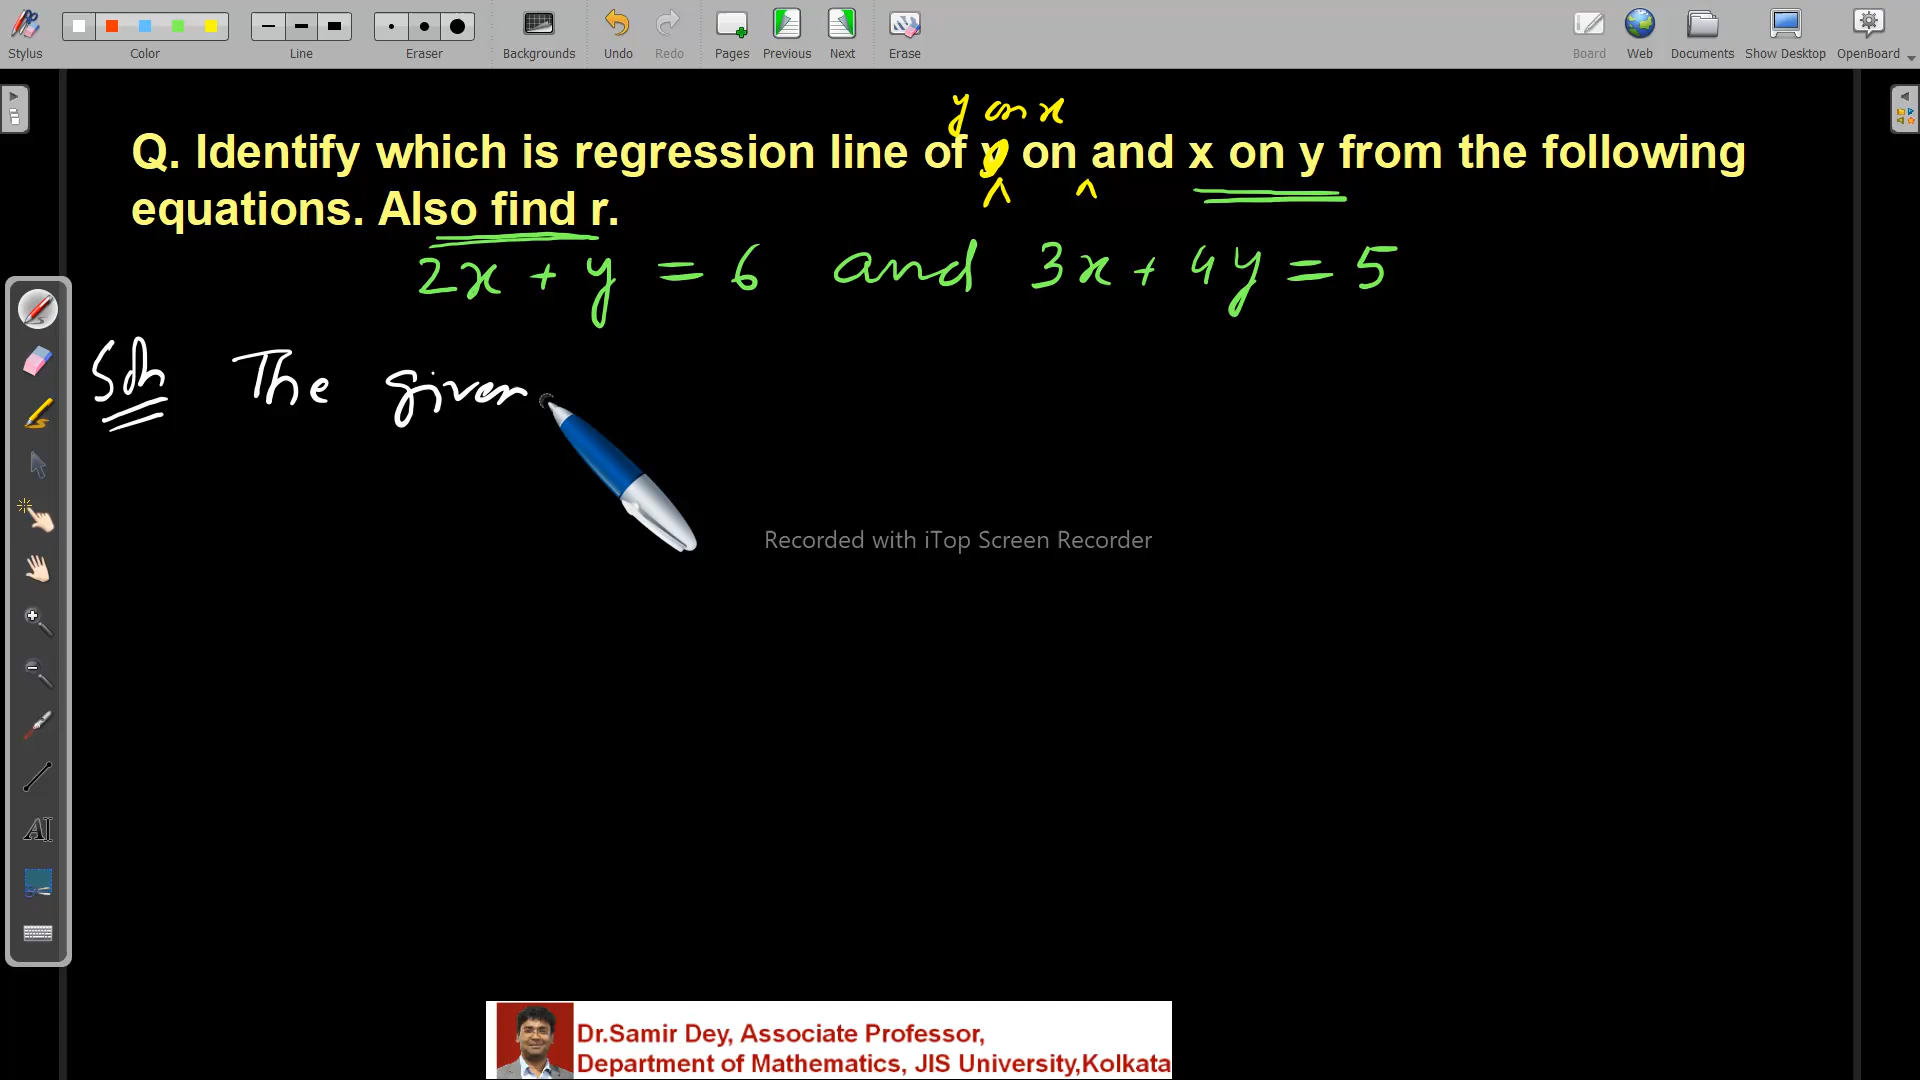 Stylus Color Line Eraser Backgrounds Undo Redo Pages Previous Next Erase Board Web Documents Show Desktop OpenBoard
y on x
Q. Identify which is regression line of y on and x on y from the following
equations. Also find r.
2x + y = 6 and 3x + 4y = 5
Soln The given
Recorded with iTop Screen Recorder
Dr.Samir Dey, Associate Professor,
Department of Mathematics, JIS University,Kolkata